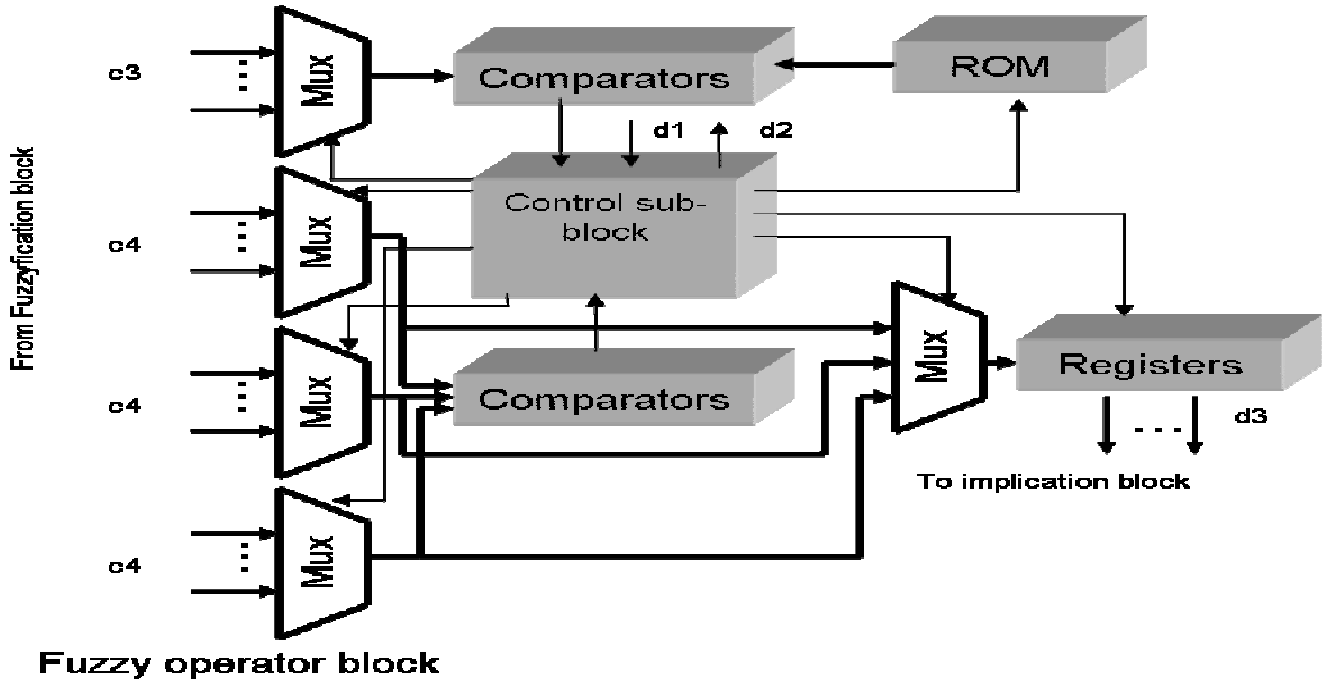 From Fuzzyfication block
c3
Mux
Comparators
ROM
d1
d2
c4
Mux
Control sub-
block
c4
Mux
Comparators
Mux
Registers
d3
To implication block
c4
Mux
Fuzzy operator block